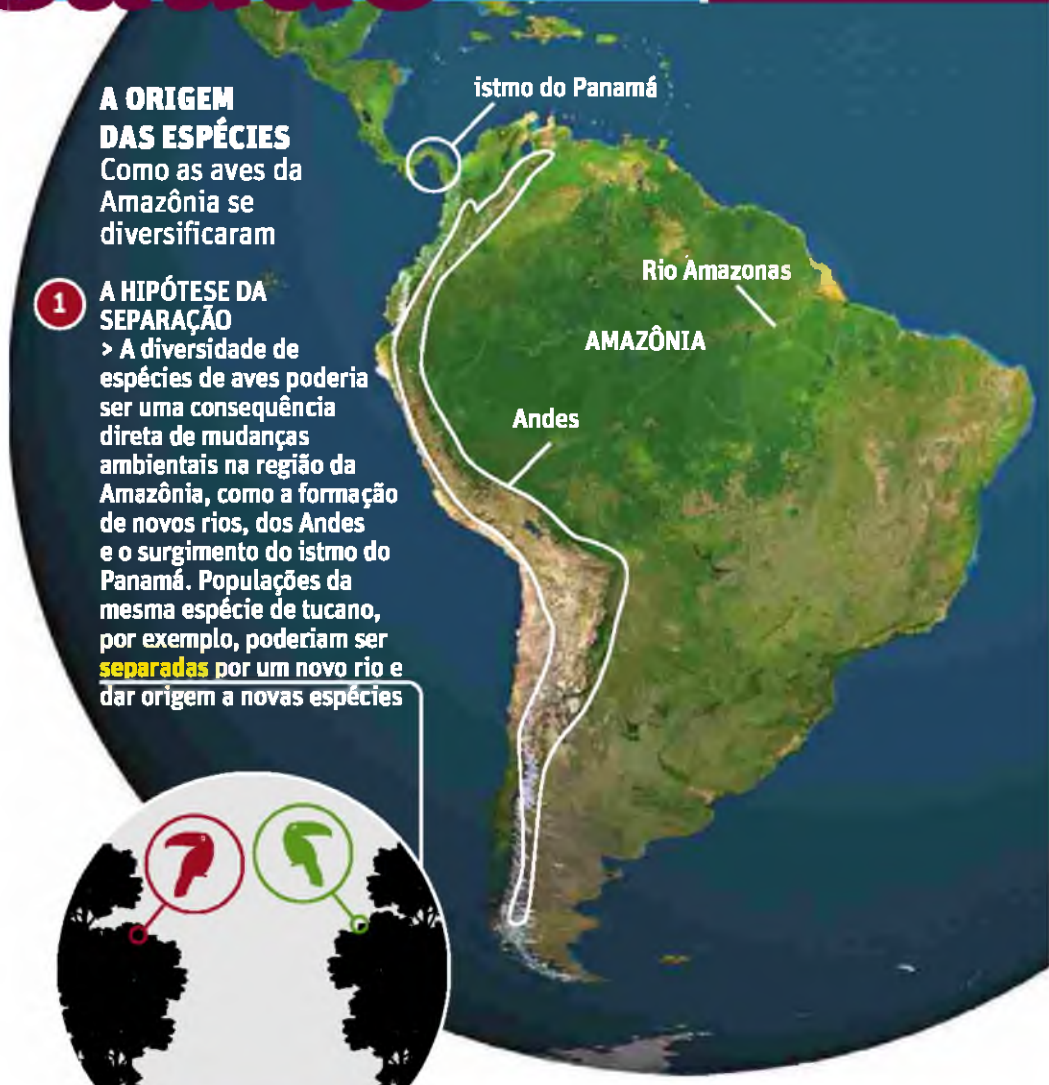 A ORIGEM
DAS ESPÉCIES
Como as aves da
Amazônia se
diversificaram
1
A HIPÓTESE DA
SEPARAÇÃO
> A diversidade de
espécies de aves poderia
ser uma consequência
direta de mudanças
ambientais na região da
Amazônia, como a formação
de novos rios, dos Andes
e o surgimento do istmo do
Panamá. Populações da
mesma espécie de tucano,
por exemplo, poderiam ser
separadas por um novo rio e
dar origem a novas espécies
istmo do Panamá
Rio Amazonas
AMAZÔNIA
Andes